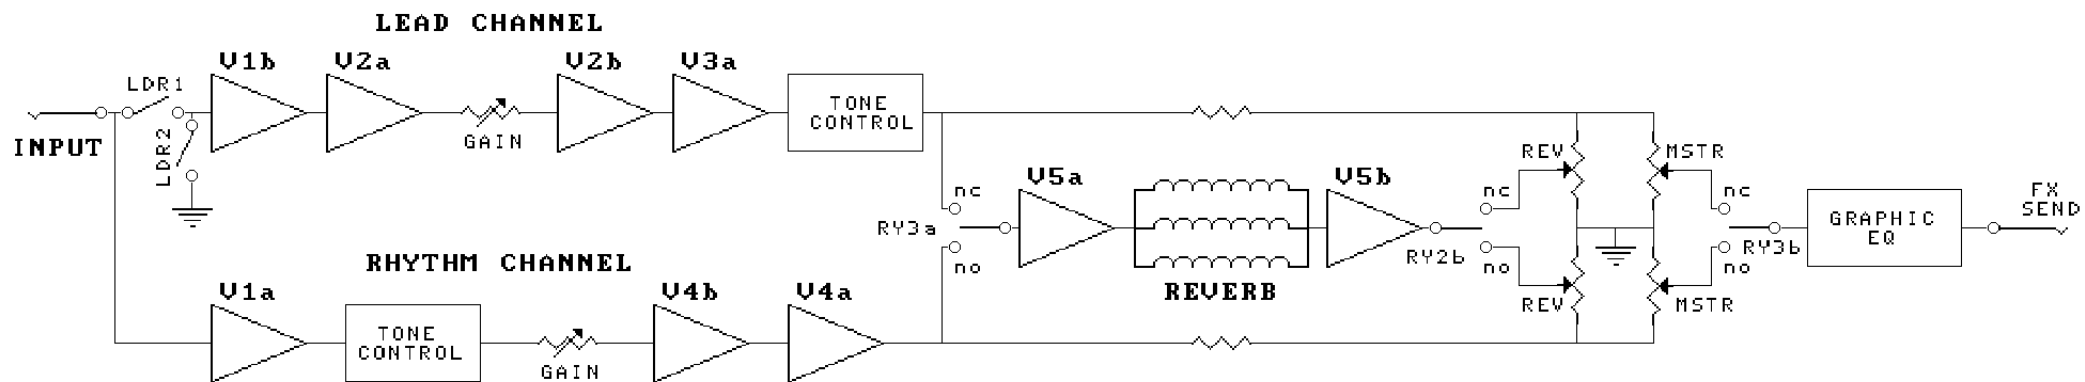 LEAD CHANNEL
V1b
V2a
V2b
V3a
LDR1
TONE
CONTROL
GAIN
INPUT
LDR2
REV
MSTR
V5a
V5b
nc
nc
nc
FX
SEND
RY3a
GRAPHIC
EQ
RY2b
RY3b
no
no
no
RHYTHM CHANNEL
REVERB
V1a
V4b
V4a
REV
MSTR
TONE
CONTROL
GAIN